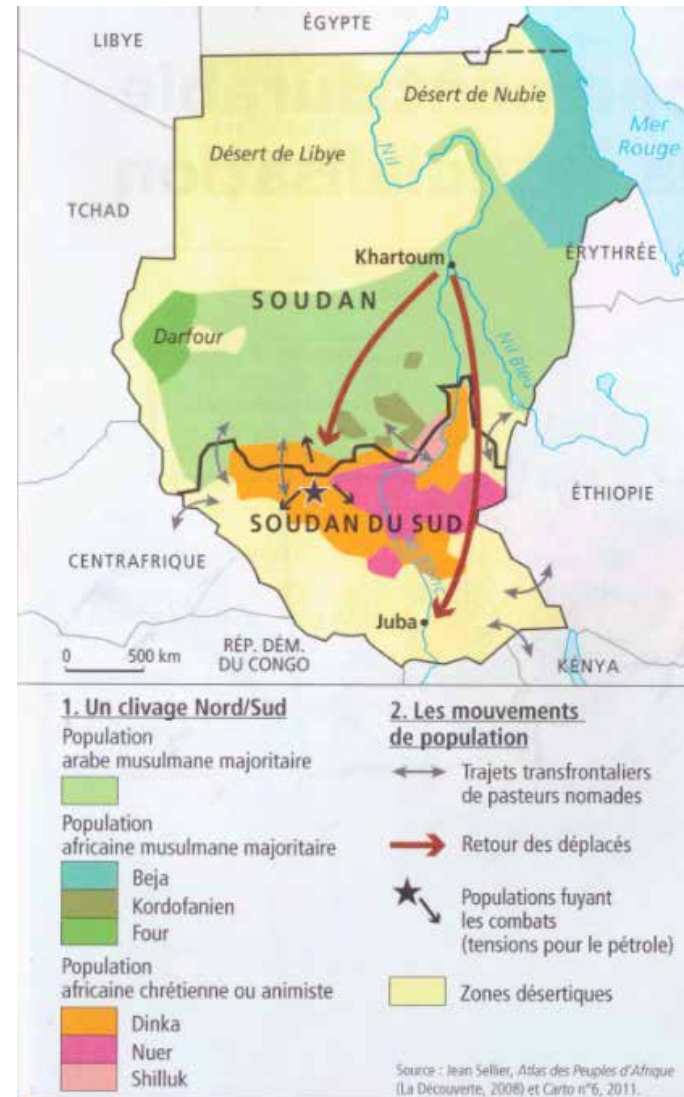 ÉGYPTE
LIBYE
Désert de Nubie
Mer
Rouge
Nil
Désert de Libye
TCHAD
Khartoum
ÉRYTHRÉE
SOUDAN
Darfour
Nil Bleu
ÉTHIOPIE
SOUDAN DU SUD
CENTRAFRIQUE
Juba
0 500 km
RÉP. DÉM.
DU CONGO
KENYA
1. Un clivage Nord/Sud
Population
arabe musulmane majoritaire
Population
africaine musulmane majoritaire
Beja
Kordofanien
Four
Population
africaine chrétienne ou animiste
Dinka
Nuer
Shilluk
2. Les mouvements
de population
Trajets transfrontaliers
de pasteurs nomades
Retour des déplacés
Populations fuyant
les combats
(tensions pour le pétrole)
Zones désertiques
Source : Jean Sellier, Atlas des Peuples d'Afrique
(La Découverte, 2008) et Carto n°6, 2011.